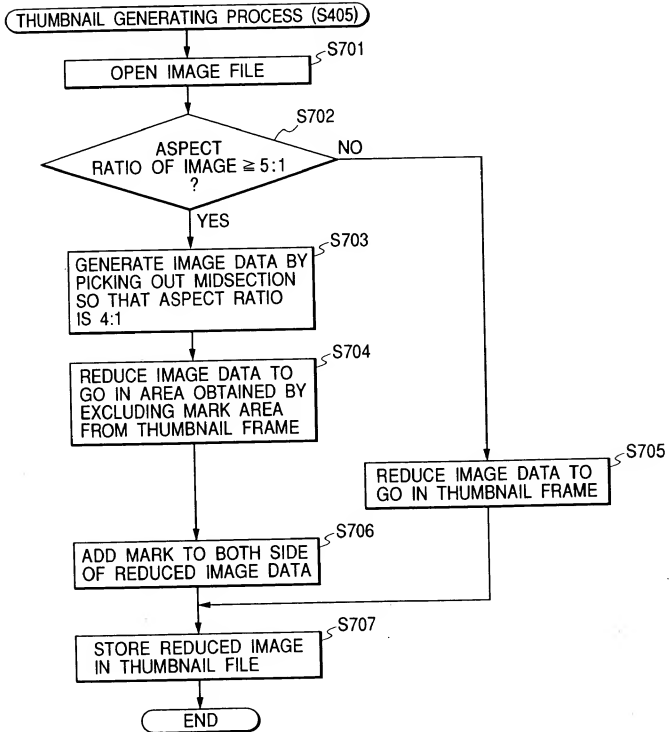 THUMBNAIL GENERATING PROCESS (S405)
S701
OPEN IMAGE FILE
S702
ASPECT
RATIO OF IMAGE ≧ 5:1
?
NO
YES
S703
GENERATE IMAGE DATA BY
PICKING OUT MIDSECTION
SO THAT ASPECT RATIO
IS 4:1
S704
REDUCE IMAGE DATA TO
GO IN AREA OBTAINED BY
EXCLUDING MARK AREA
FROM THUMBNAIL FRAME
S705
REDUCE IMAGE DATA TO
GO IN THUMBNAIL FRAME
S706
ADD MARK TO BOTH SIDE
OF REDUCED IMAGE DATA
S707
STORE REDUCED IMAGE
IN THUMBNAIL FILE
END